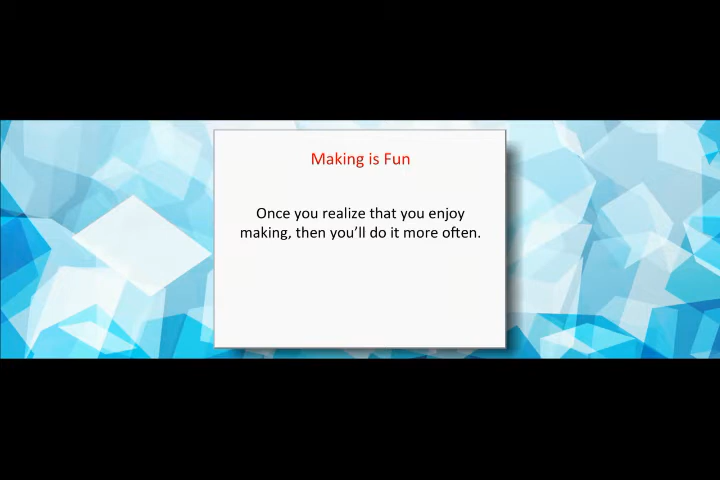 Making is Fun
Once you realize that you enjoy
making, then you’ll do it more often.